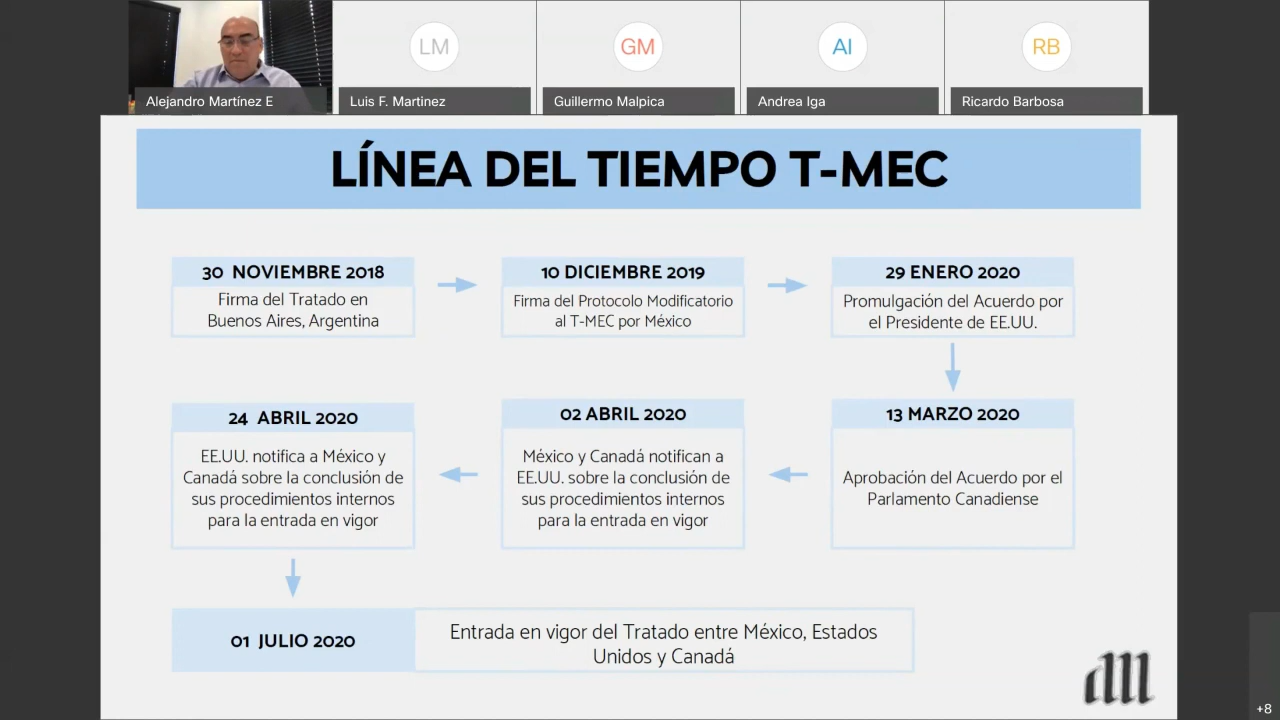 LM
GM
AI
RB
Alejandro Martínez E
Luis F. Martinez
Guillermo Malpica
Andrea Iga
Ricardo Barbosa
LÍNEA DEL TIEMPO T-MEC
30 NOVIEMBRE 2018
Firma del Tratado en
Buenos Aires, Argentina
10 DICIEMBRE 2019
Firma del Protocolo Modificatorio
al T-MEC por México
29 ENERO 2020
Promulgación del Acuerdo por
el Presidente de EE.UU.
13 MARZO 2020
Aprobación del Acuerdo por el
Parlamento Canadiense
02 ABRIL 2020
México y Canadá notifican a
EE.UU. sobre la conclusión de
sus procedimientos internos
para la entrada en vigor
24 ABRIL 2020
EE.UU. notifica a México y
Canadá sobre la conclusión de
sus procedimientos internos
para la entrada en vigor
01 JULIO 2020
Entrada en vigor del Tratado entre México, Estados
Unidos y Canadá
+8